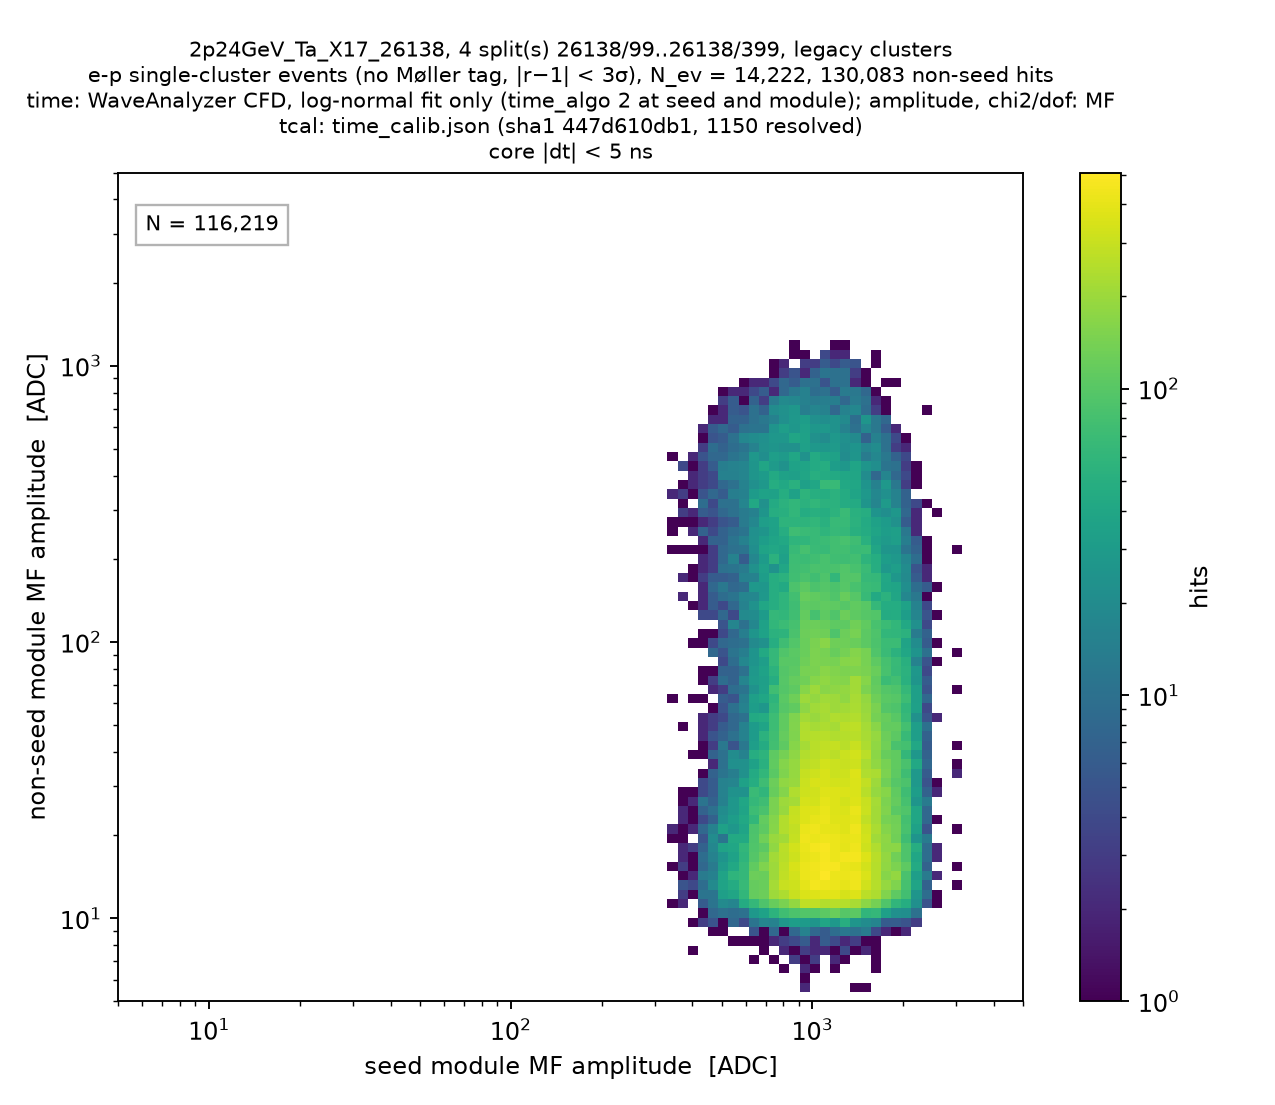 2p24GeV_Ta_X17_26138, 4 split(s) 26138/99..26138/399, legacy clusters
e-p single-cluster events (no Møller tag, |r−1| < 3σ), N_ev = 14,222, 130,083 non-seed hits
time: WaveAnalyzer CFD, log-normal fit only (time_algo 2 at seed and module); amplitude, chi2/dof: MF
tcal: time_calib.json (sha1 447d610db1, 1150 resolved)
core |dt| < 5 ns
N = 116,219
non-seed module MF amplitude [ADC]
10³
10²
10¹
10¹
10²
10³
seed module MF amplitude [ADC]
10²
10¹
10⁰
hits